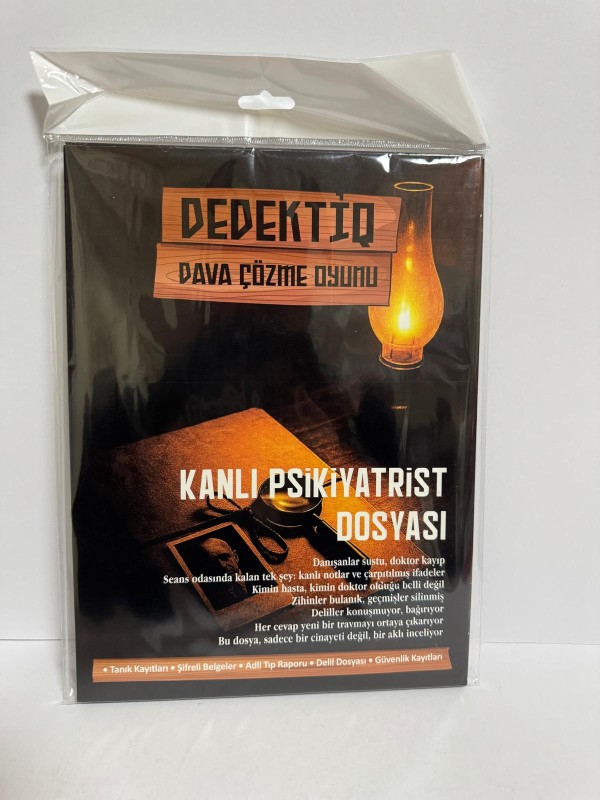 DEDEKTİQ
DAVA ÇÖZME OYUNU
KANLI PSİKİYATRİST
DOSYASI
Danışanlar sustu, doktor kayıp
Seans odasında kalan tek şey: kanlı notlar ve çarpıtılmış ifadeler
Kimin hasta, kimin doktor olduğu belli değil
Zihinler bulanık, geçmişler silinmiş
Deliller konuşmuyor, bağırıyor
Her cevap yeni bir travmayı ortaya çıkarıyor
Bu dosya, sadece bir cinayeti değil, bir aklı inceliyor
• Tanık Kayıtları • Şifreli Belgeler • Adli Tıp Raporu • Delil Dosyası • Güvenlik Kayıtları